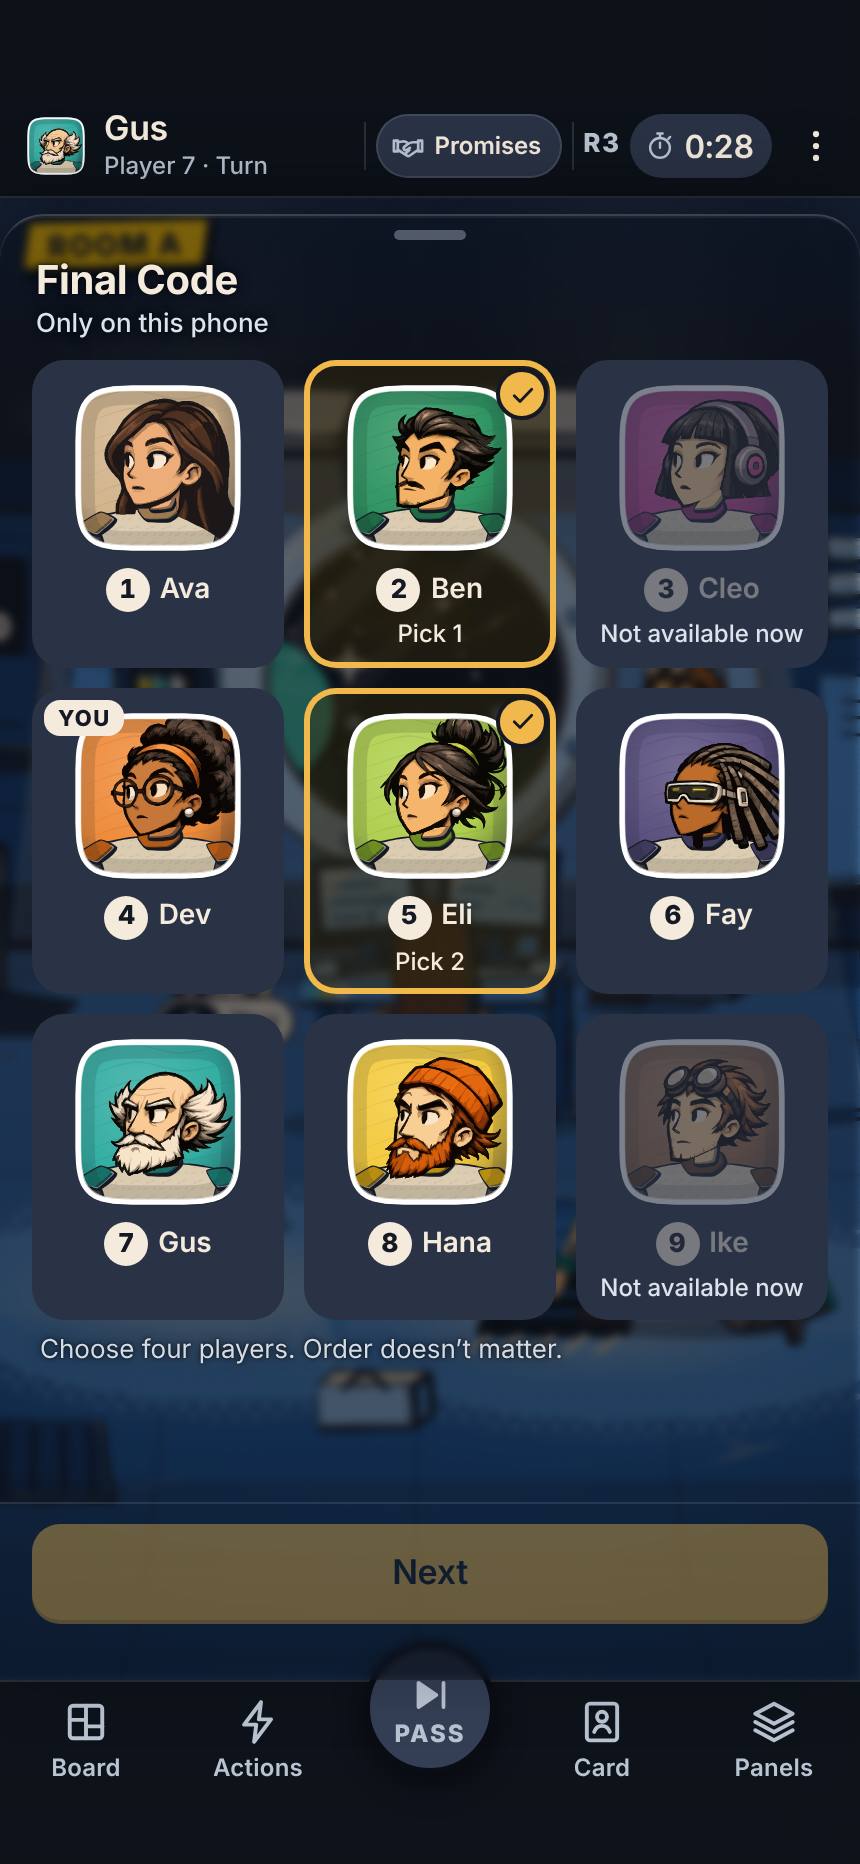 Gus
Player 7 · Turn
Promises
R3
0:28
ROOM A
Final Code
Only on this phone
1 Ava
2 Ben
Pick 1
3 Cleo
Not available now
YOU
4 Dev
5 Eli
Pick 2
6 Fay
7 Gus
8 Hana
9 Ike
Not available now
Choose four players. Order doesn’t matter.
Next
Board
Actions
PASS
Card
Panels